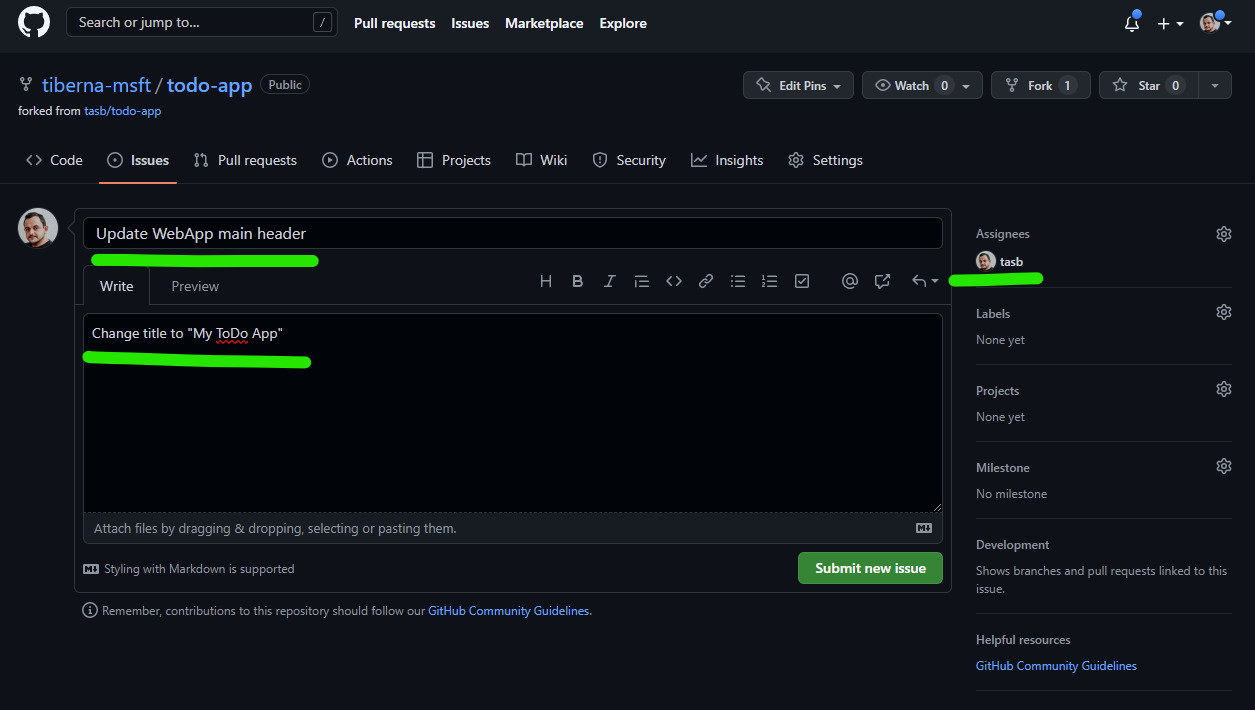 Search or jump to... /
Pull requests Issues Marketplace Explore
tiberna-msft / todo-app Public
forked from tasb/todo-app
Edit Pins Watch 0 Fork 1 Star 0
Code Issues Pull requests Actions Projects Wiki Security Insights Settings
Update WebApp main header
Write Preview
Change title to "My ToDo App"
Attach files by dragging & dropping, selecting or pasting them.
Styling with Markdown is supported
Submit new issue
Remember, contributions to this repository should follow our GitHub Community Guidelines.
Assignees
tasb
Labels
None yet
Projects
None yet
Milestone
No milestone
Development
Shows branches and pull requests linked to this
issue.
Helpful resources
GitHub Community Guidelines